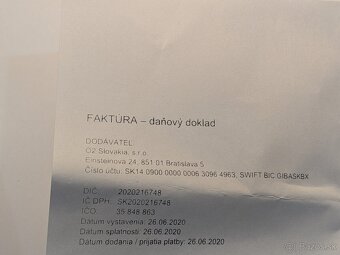 FAKTÚRA – daňový doklad
DODÁVATEĽ:
O2 Slovakia, s.r.o.
Einsteinova 24, 851 01 Bratislava 5
Číslo účtu: SK14 0900 0000 0006 3096 4963, SWIFT BIC GIBASKBX
DIČ: 2020216748
IČ DPH: SK2020216748
IČO: 35 848 863
Dátum vystavenia: 26.06.2020
Dátum splatnosti: 26.06.2020
Dátum dodania / prijatia platby: 26.06.2020
Bazoš.sk